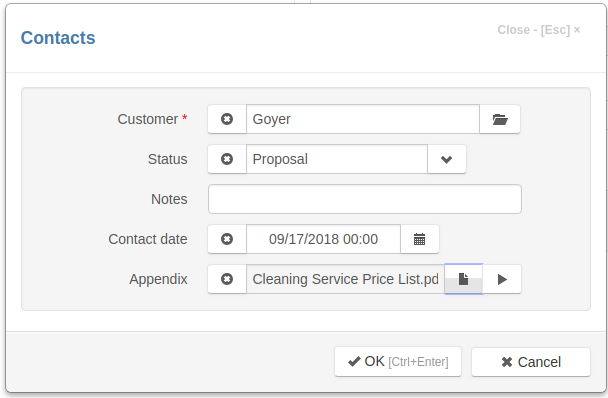 Contacts
Close - [Esc] ×
Customer *
Goyer
Status
Proposal
Notes
Contact date
09/17/2018 00:00
Appendix
Cleaning Service Price List.pd
OK [Ctrl+Enter]
Cancel